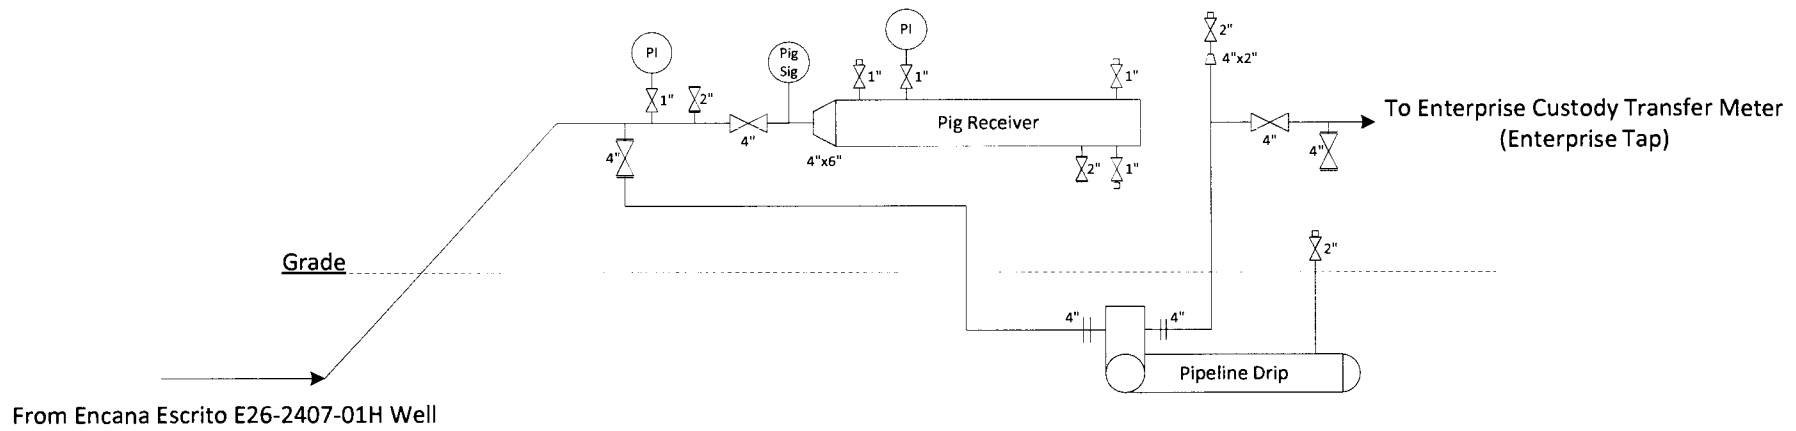 PI
1"
2"
4"
Pig
Sig
4"
4"x6"
1"
PI
1"
Pig Receiver
1"
2"
1"
2"
4"x2"
4"
4"
To Enterprise Custody Transfer Meter
(Enterprise Tap)
Grade
2"
4"
4"
Pipeline Drip
From Encana Escrito E26-2407-01H Well